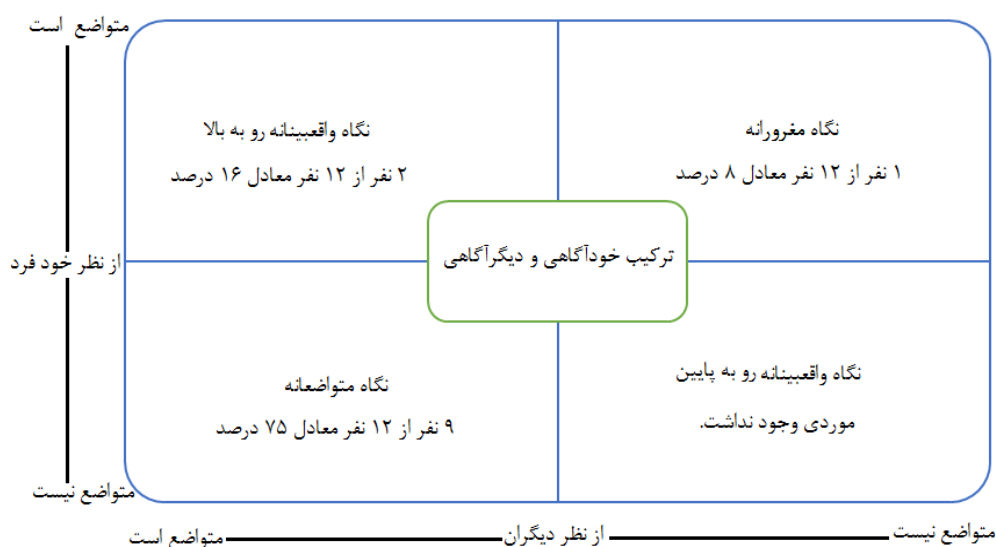 متواضع است
نگاه مغرورانه
۱ نفر از ۱۲ نفر معادل ۸ درصد
نگاه واقعبینانه رو به بالا
۲ نفر از ۱۲ نفر معادل ۱۶ درصد
ترکیب خودآگاهی و دیگرآگاهی
از نظر خود فرد
نگاه واقعبینانه رو به پایین
موردی وجود نداشت.
نگاه متواضعانه
۹ نفر از ۱۲ نفر معادل ۷۵ درصد
متواضع نیست
متواضع نیست
از نظر دیگران
متواضع است